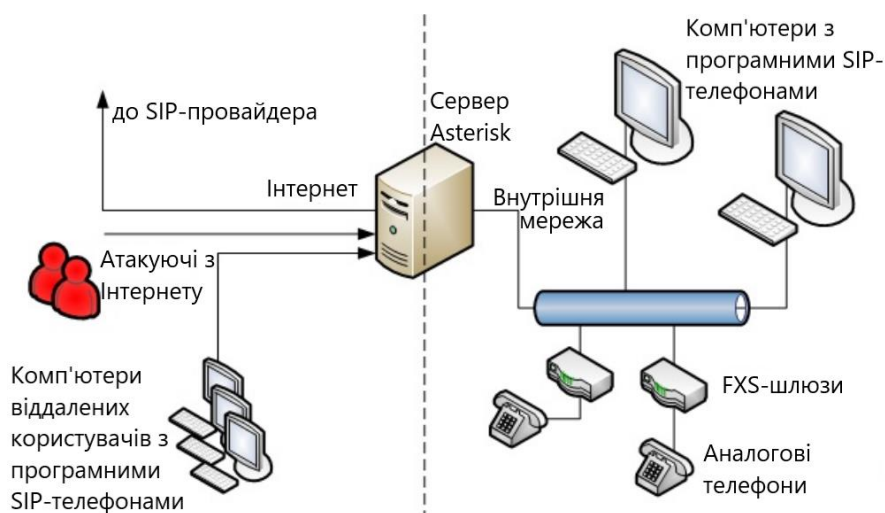 до SIP-провайдера
Сервер
Asterisk
Комп'ютери з
програмними SIP-
телефонами
Інтернет
Внутрішня
мережа
Атакуючі з
Інтернету
Комп'ютери
віддалених
користувачів з
програмними
SIP-телефонами
FXS-шлюзи
Аналогові
телефони